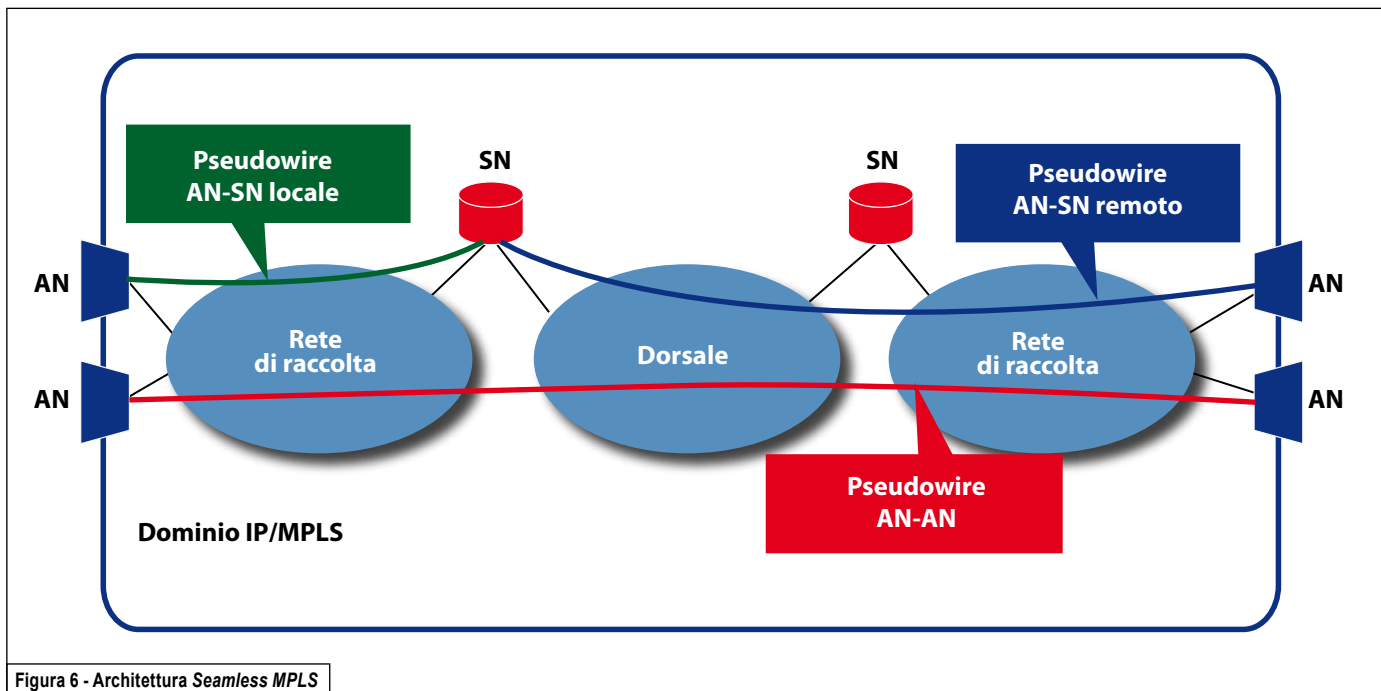 Pseudowire
AN-SN locale
SN
SN
Pseudowire
AN-SN remoto
AN
AN
Rete
di raccolta
Dorsale
Rete
di raccolta
AN
AN
Pseudowire
AN-AN
Dominio IP/MPLS
Figura 6 - Architettura Seamless MPLS